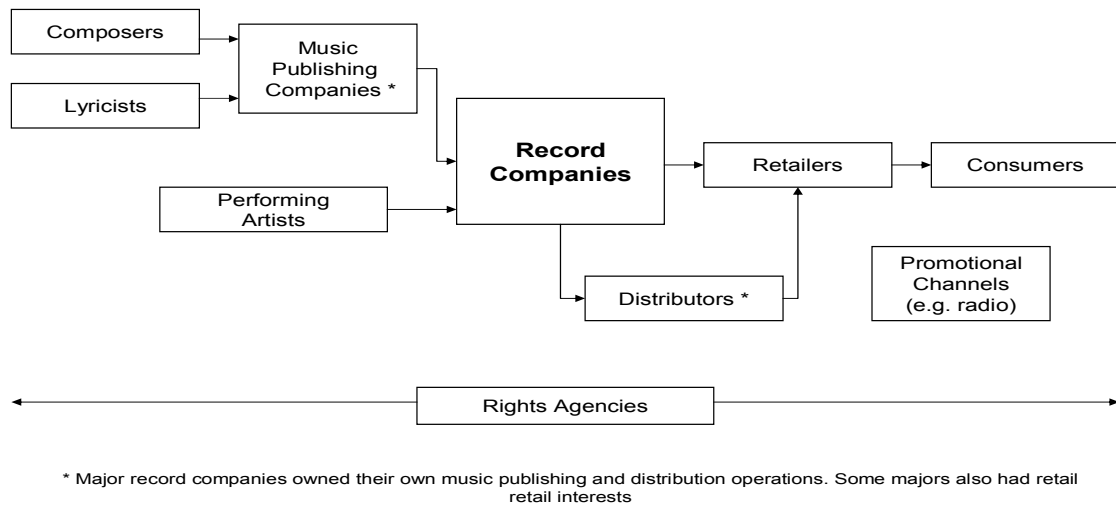 Composers
Lyricists
Music
Publishing
Companies *
Performing
Artists
Record
Companies
Retailers
Consumers
Distributors *
Promotional
Channels
(e.g. radio)
Rights Agencies
* Major record companies owned their own music publishing and distribution operations. Some majors also had retail
retail interests